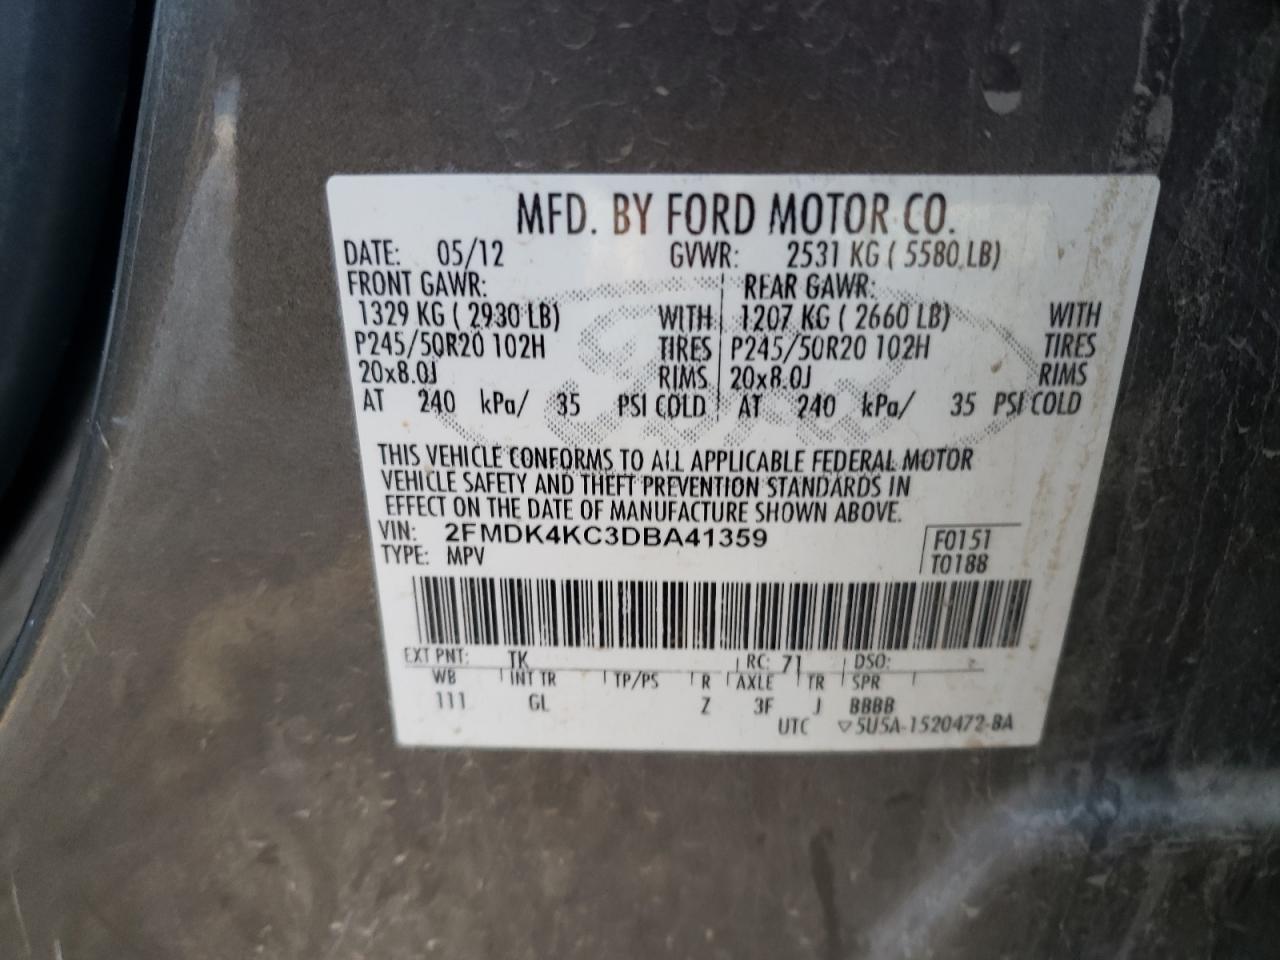 MFD. BY FORD MOTOR CO.
DATE: 05/12 GVWR: 2531 KG ( 5580 LB)
FRONT GAWR: REAR GAWR:
1329 KG ( 2930 LB) WITH 1207 KG ( 2660 LB) WITH
P245/50R20 102H TIRES P245/50R20 102H TIRES
20x8.0J RIMS 20x8.0J RIMS
AT 240 kPa/ 35 PSI COLD AT 240 kPa/ 35 PSI COLD
THIS VEHICLE CONFORMS TO ALL APPLICABLE FEDERAL MOTOR
VEHICLE SAFETY AND THEFT PREVENTION STANDARDS IN
EFFECT ON THE DATE OF MANUFACTURE SHOWN ABOVE.
VIN: 2FMDK4KC3DBA41359 F0151
TYPE: MPV T0188
EXT PNT: TK RC: 71 DSO:
WB INT TR TP/PS R AXLE TR SPR
111 GL Z 3F J BBBB
UTC ▽5U5A-1520472-BA